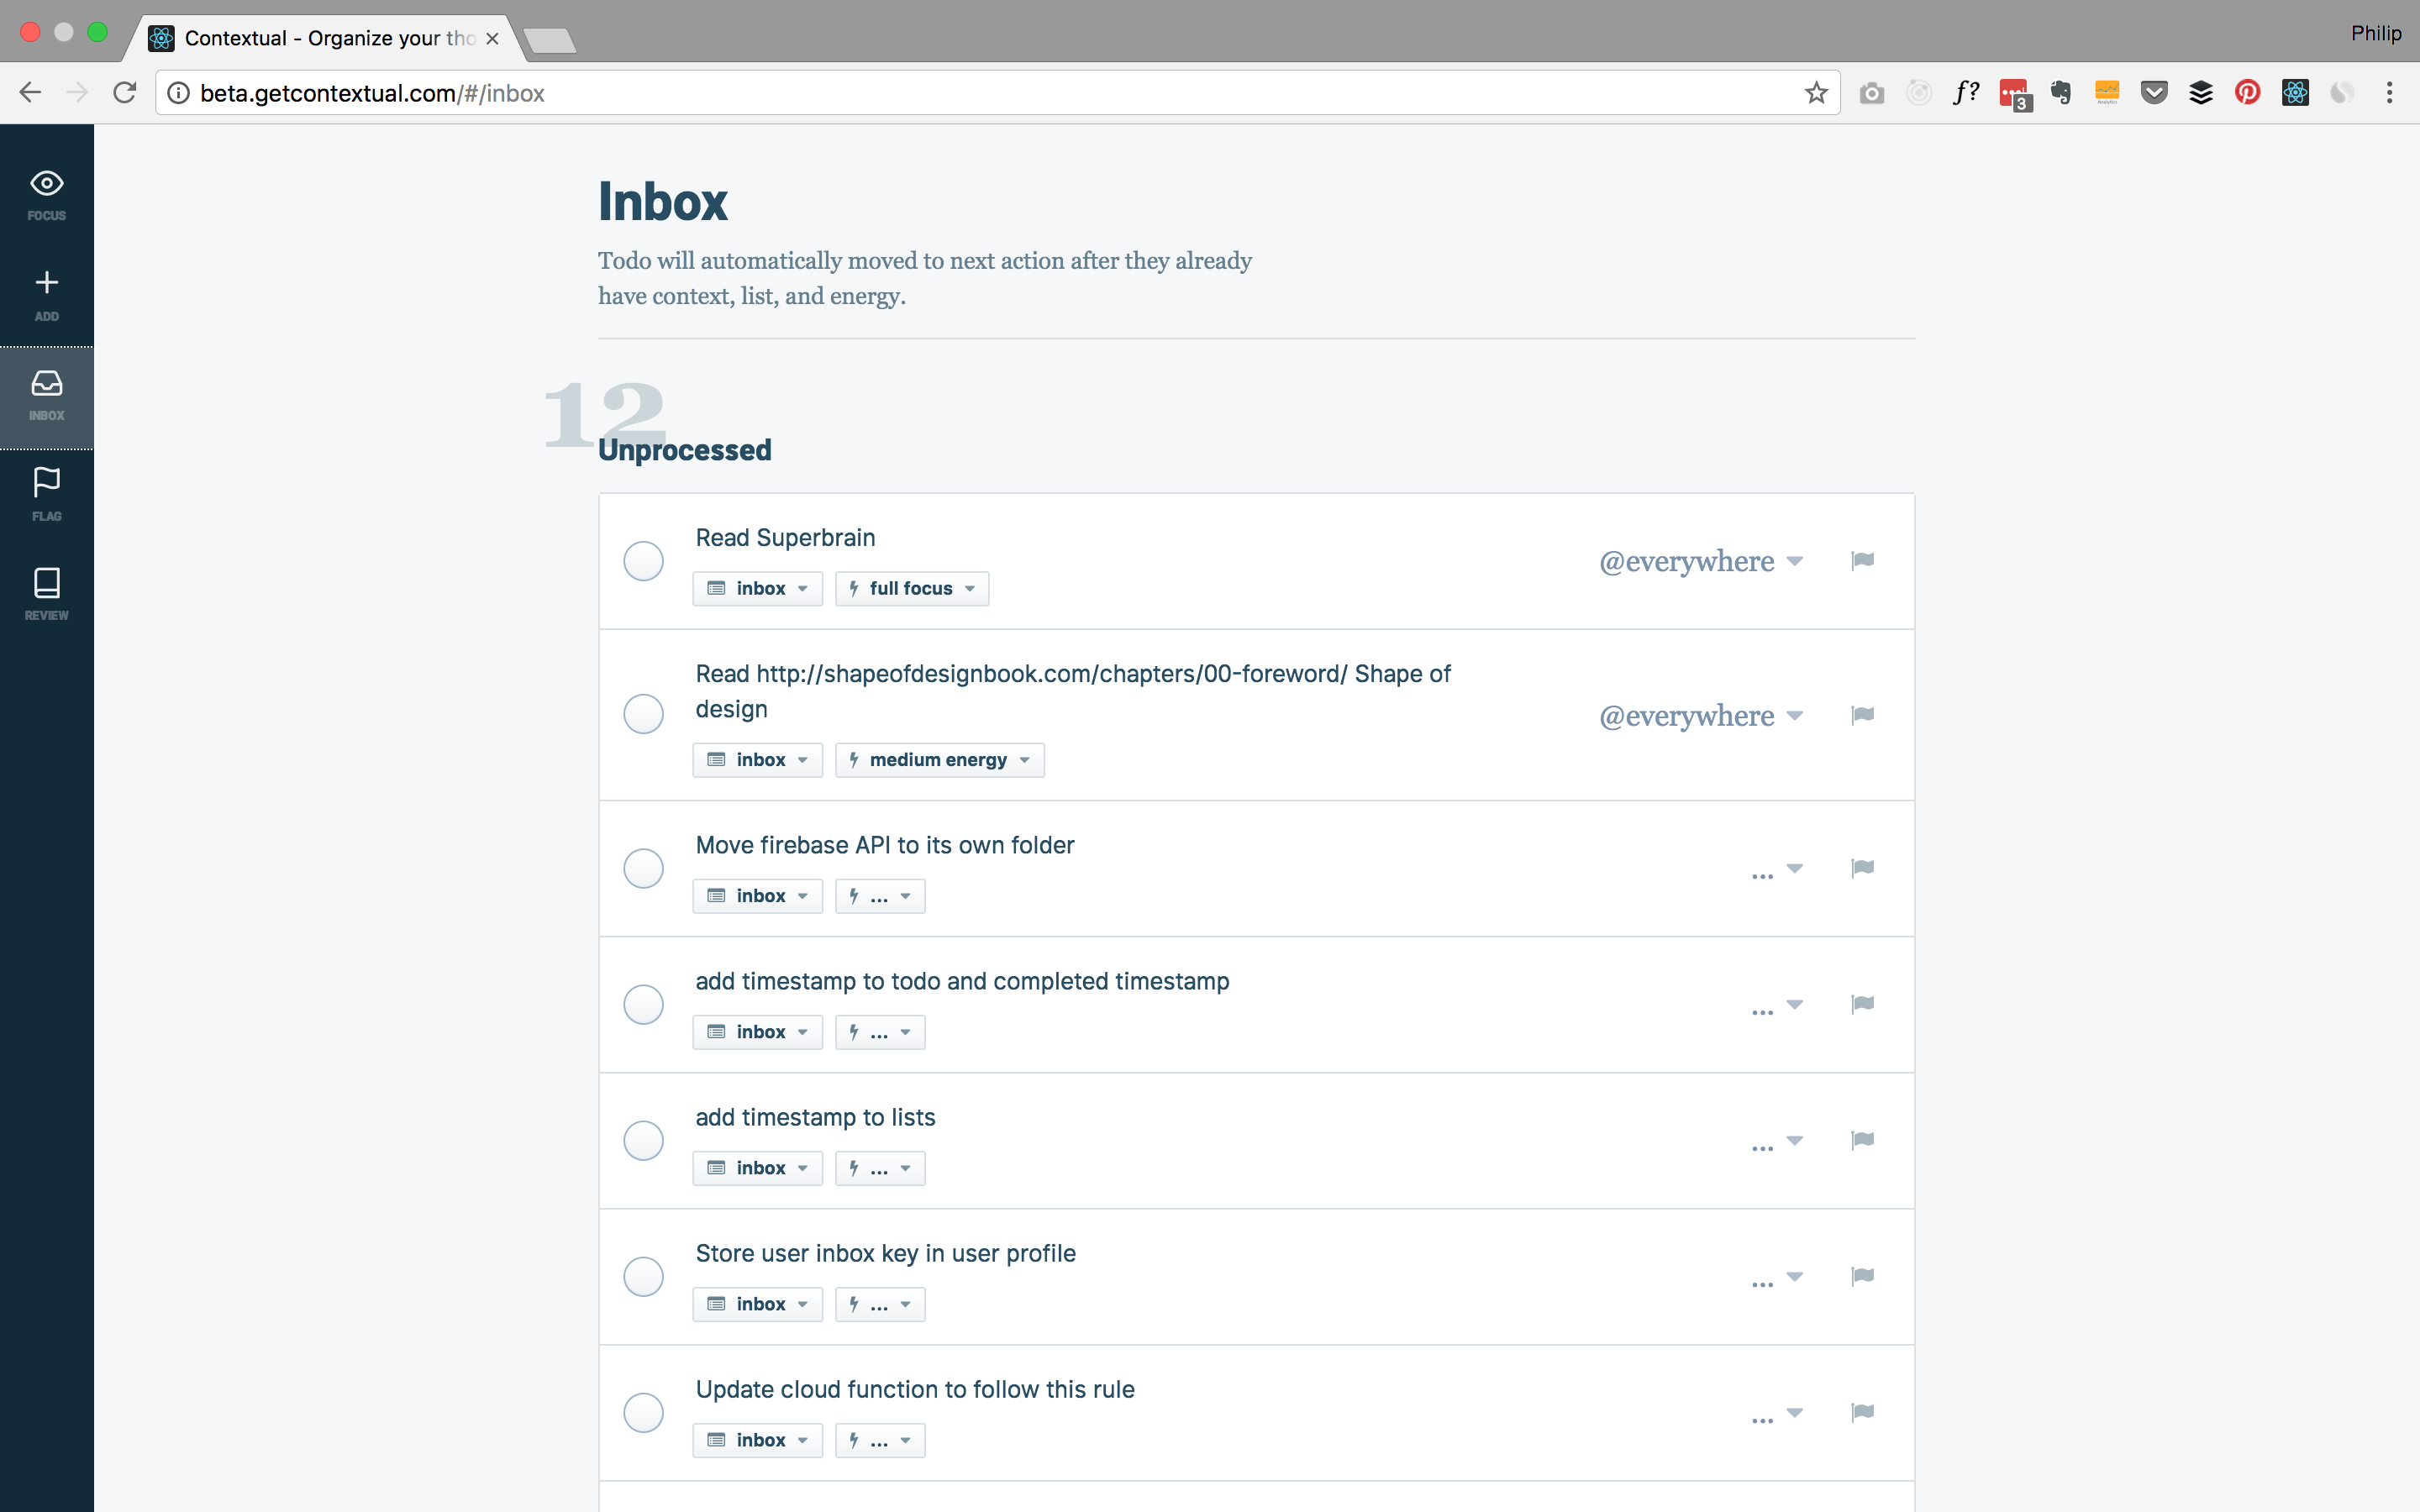 Contextual - Organize your tho
Philip
beta.getcontextual.com/#/inbox
f?
3
Analytics
FOCUS
ADD
INBOX
FLAG
REVIEW
Inbox
Todo will automatically moved to next action after they already
have context, list, and energy.
12
Unprocessed
Read Superbrain
@everywhere
inbox
full focus
Read http://shapeofdesignbook.com/chapters/00-foreword/ Shape of
design
@everywhere
inbox
medium energy
Move firebase API to its own folder
...
inbox
...
add timestamp to todo and completed timestamp
...
inbox
...
add timestamp to lists
...
inbox
...
Store user inbox key in user profile
...
inbox
...
Update cloud function to follow this rule
...
inbox
...